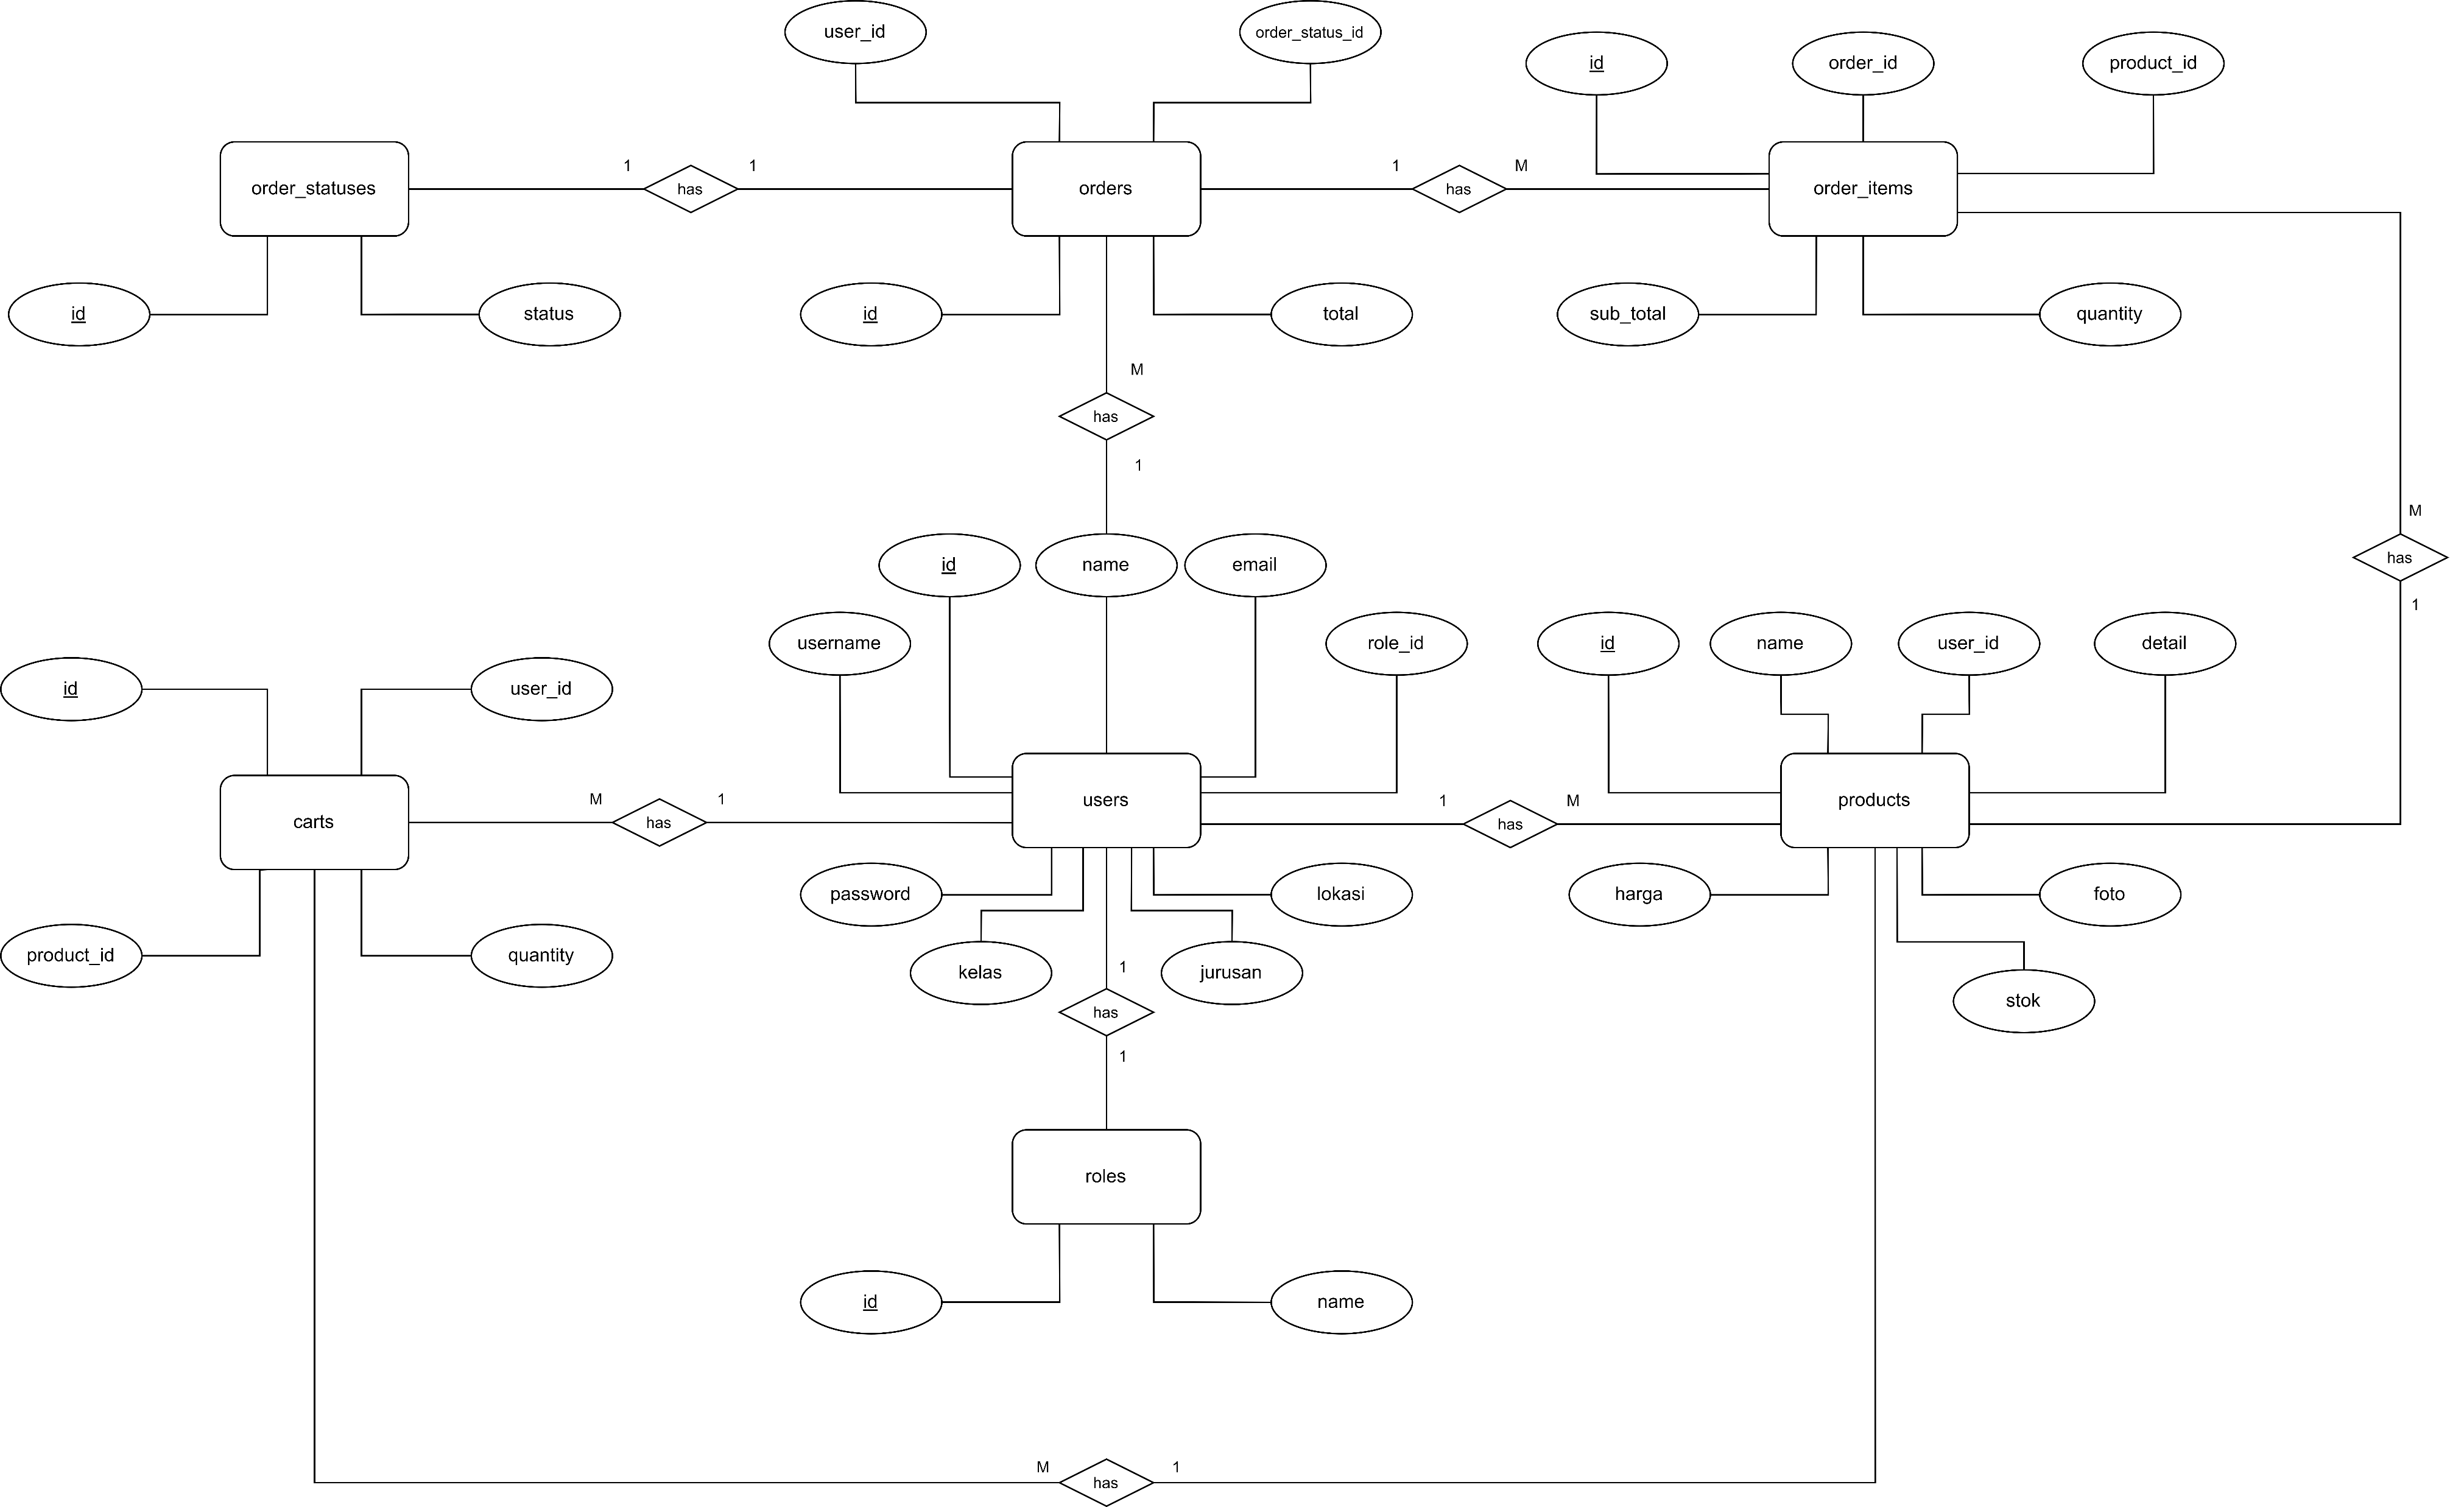 user_id
order_status_id
id
order_id
product_id
order_statuses
1
has
1
orders
1
has
M
order_items
id
status
id
total
sub_total
quantity
M
has
1
M
has
1
id
name
email
username
role_id
id
name
user_id
detail
id
user_id
carts
M
has
1
users
1
has
M
products
password
lokasi
harga
foto
product_id
quantity
kelas
jurusan
stok
1
has
1
roles
id
name
M
has
1